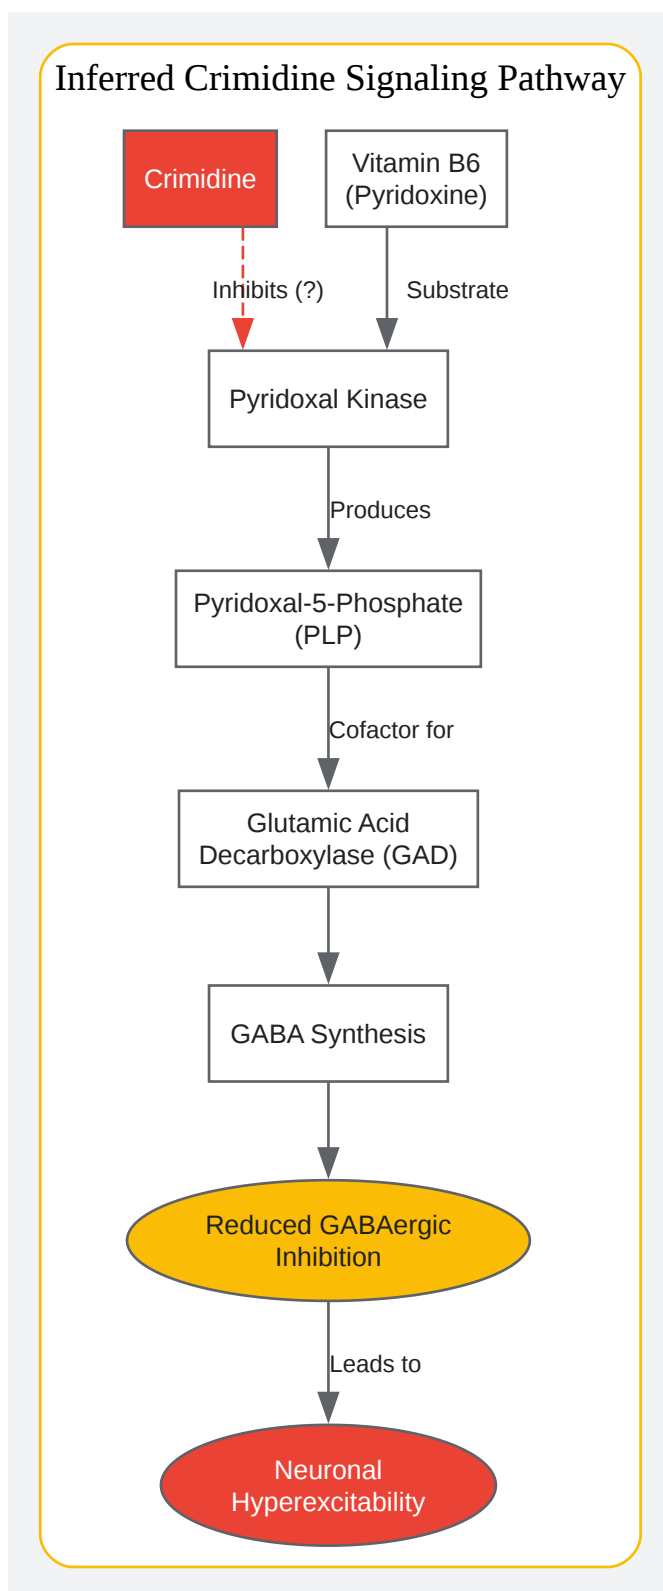 Inferred Crimidine Signaling Pathway
Crimidine
Vitamin B6
(Pyridoxine)
Inhibits (?)
Substrate
Pyridoxal Kinase
Produces
Pyridoxal-5-Phosphate
(PLP)
Cofactor for
Glutamic Acid
Decarboxylase (GAD)
GABA Synthesis
Reduced GABAergic
Inhibition
Leads to
Neuronal
Hyperexcitability